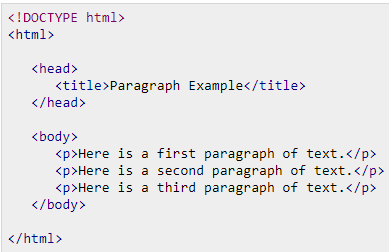 <!DOCTYPE html>
<html>
<head>
<title>Paragraph Example</title>
</head>
<body>
<p>Here is a first paragraph of text.</p>
<p>Here is a second paragraph of text.</p>
<p>Here is a third paragraph of text.</p>
</body>
</html>